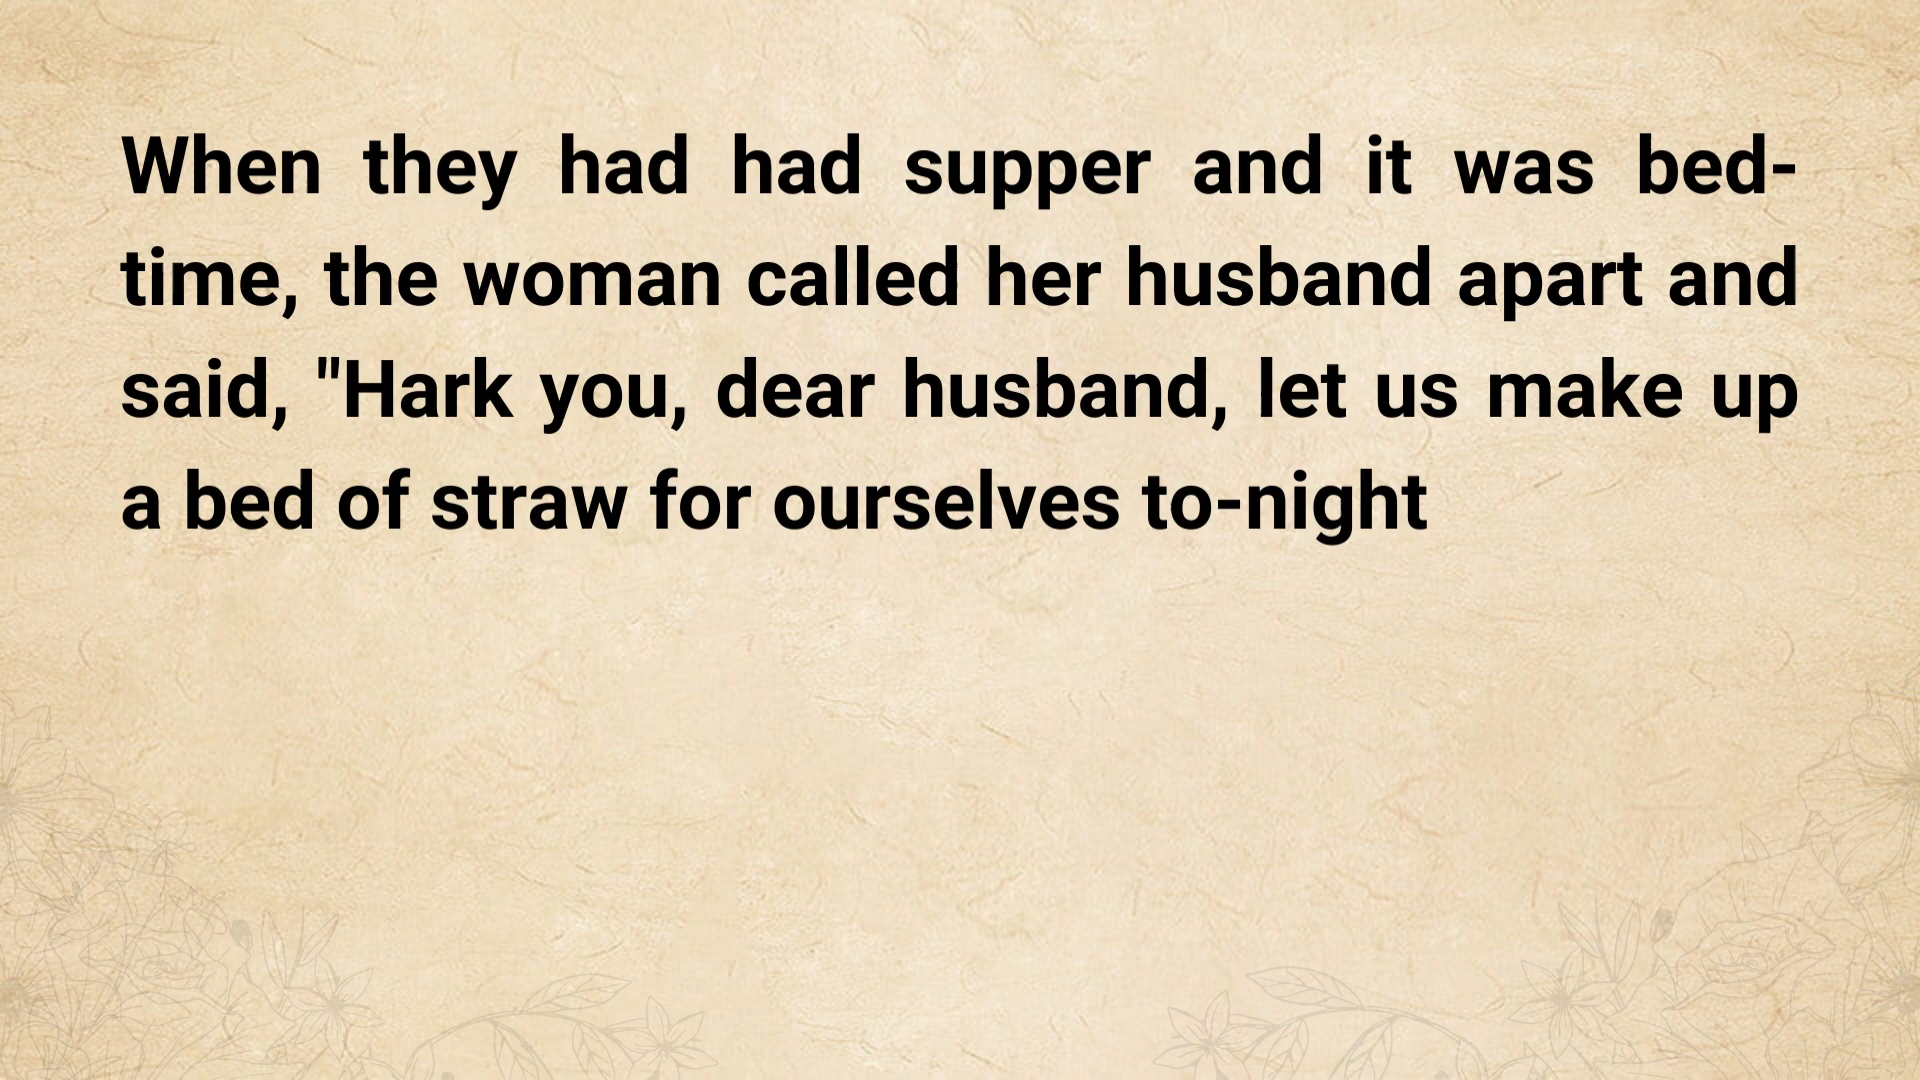 When they had had supper and it was bed-
time, the woman called her husband apart and
said, "Hark you, dear husband, let us make up
a bed of straw for ourselves to-night